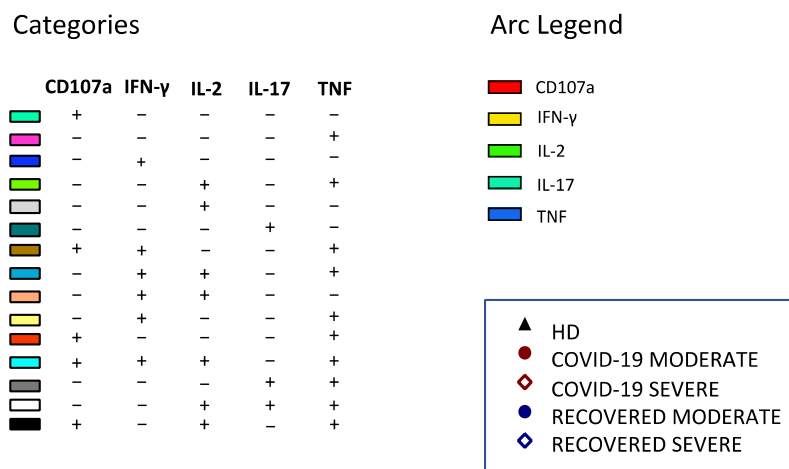 Categories
CD107a IFN-γ IL-2 IL-17 TNF
+ – – – –
– – – – +
– + – – –
– – + – +
– – + – –
– – – + –
+ + – – +
– + + – +
– + + – –
– + – – +
+ – – – +
+ + + – +
– – – + +
– – + + +
+ – + – +
Arc Legend
CD107a
IFN-γ
IL-2
IL-17
TNF
HD
COVID-19 MODERATE
COVID-19 SEVERE
RECOVERED MODERATE
RECOVERED SEVERE